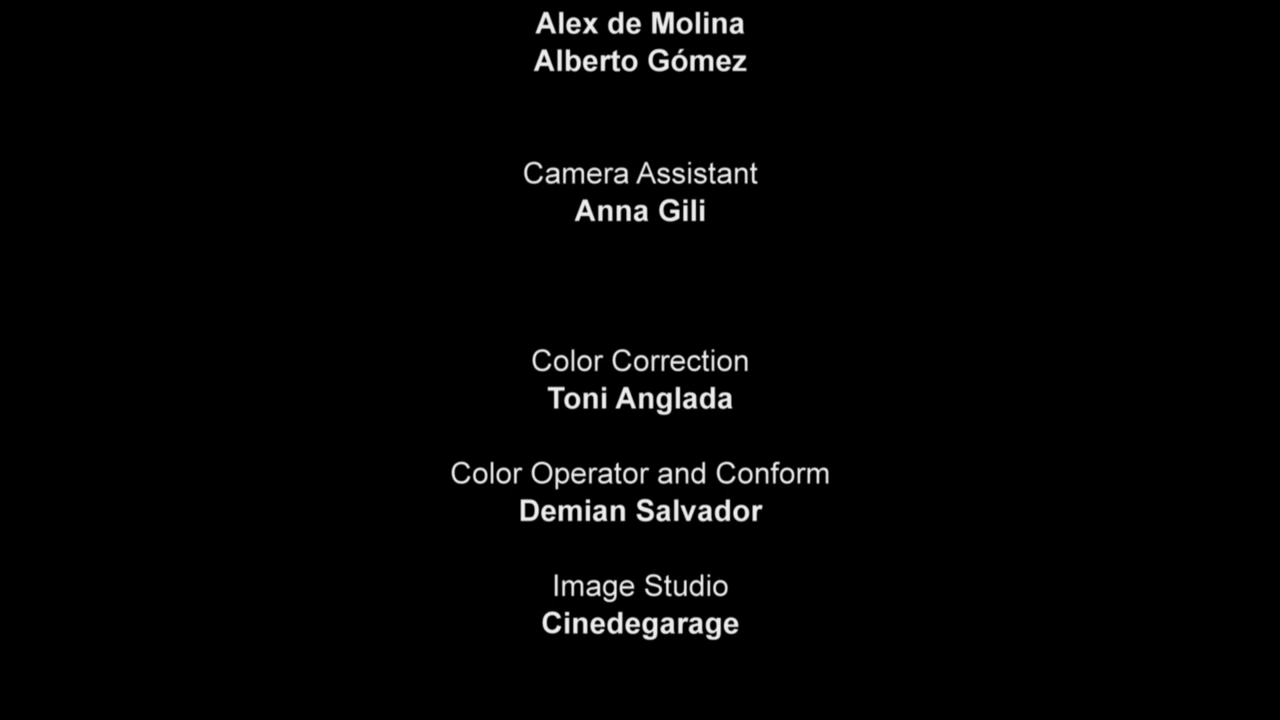 Alex de Molina
Alberto Gómez
Camera Assistant
Anna Gili
Color Correction
Toni Anglada
Color Operator and Conform
Demian Salvador
Image Studio
Cinedegarage